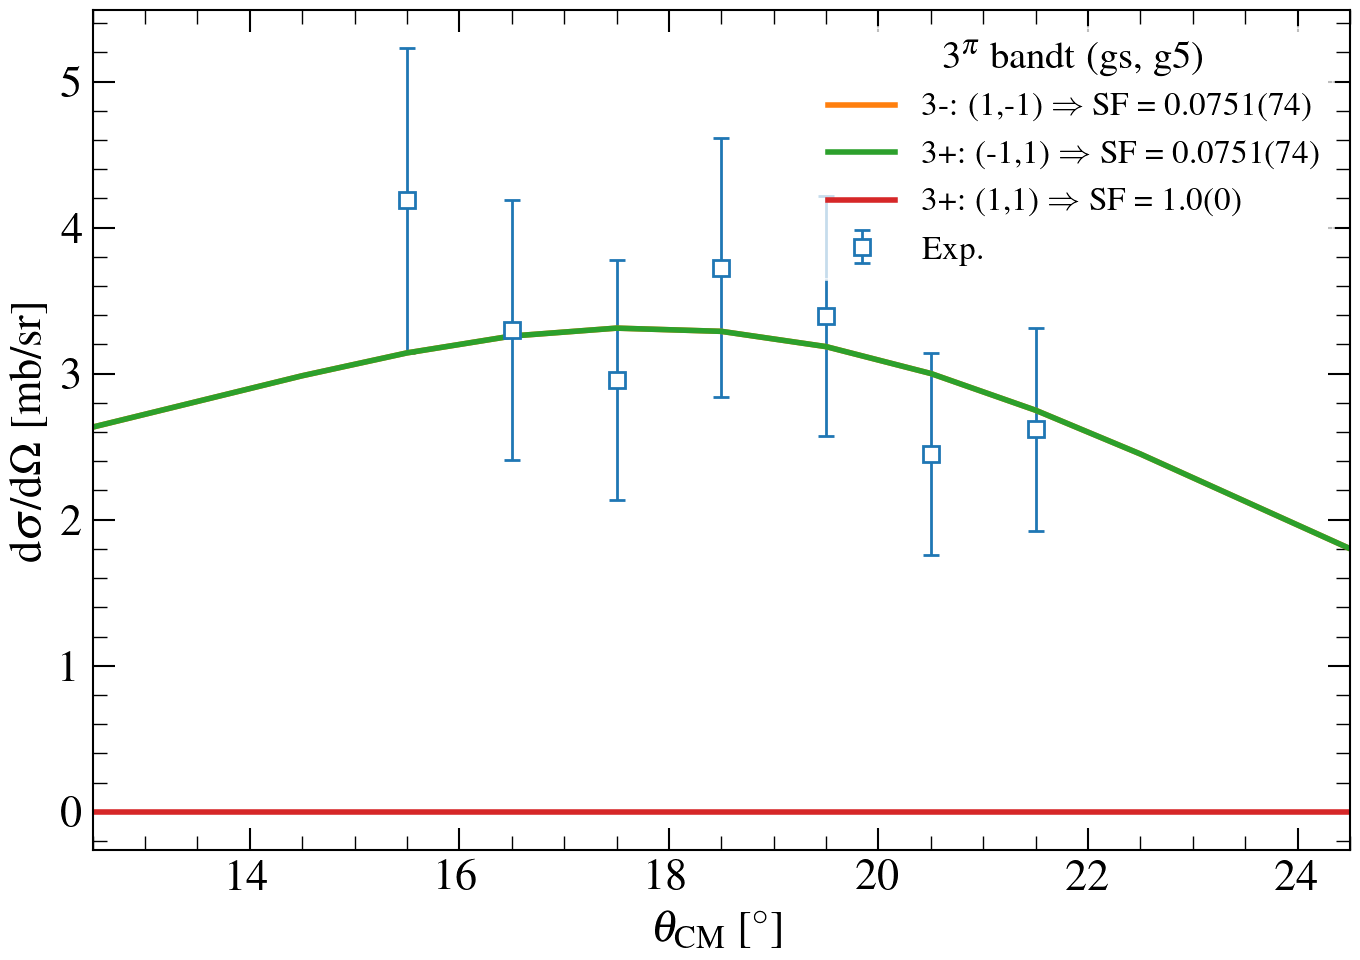 3π bandt (gs, g5)
3-: (1,-1) ⇒ SF = 0.0751(74)
3+: (-1,1) ⇒ SF = 0.0751(74)
3+: (1,1) ⇒ SF = 1.0(0)
Exp.
dσ/dΩ [mb/sr]
5
4
3
2
1
0
14 16 18 20 22 24
θCM [°]